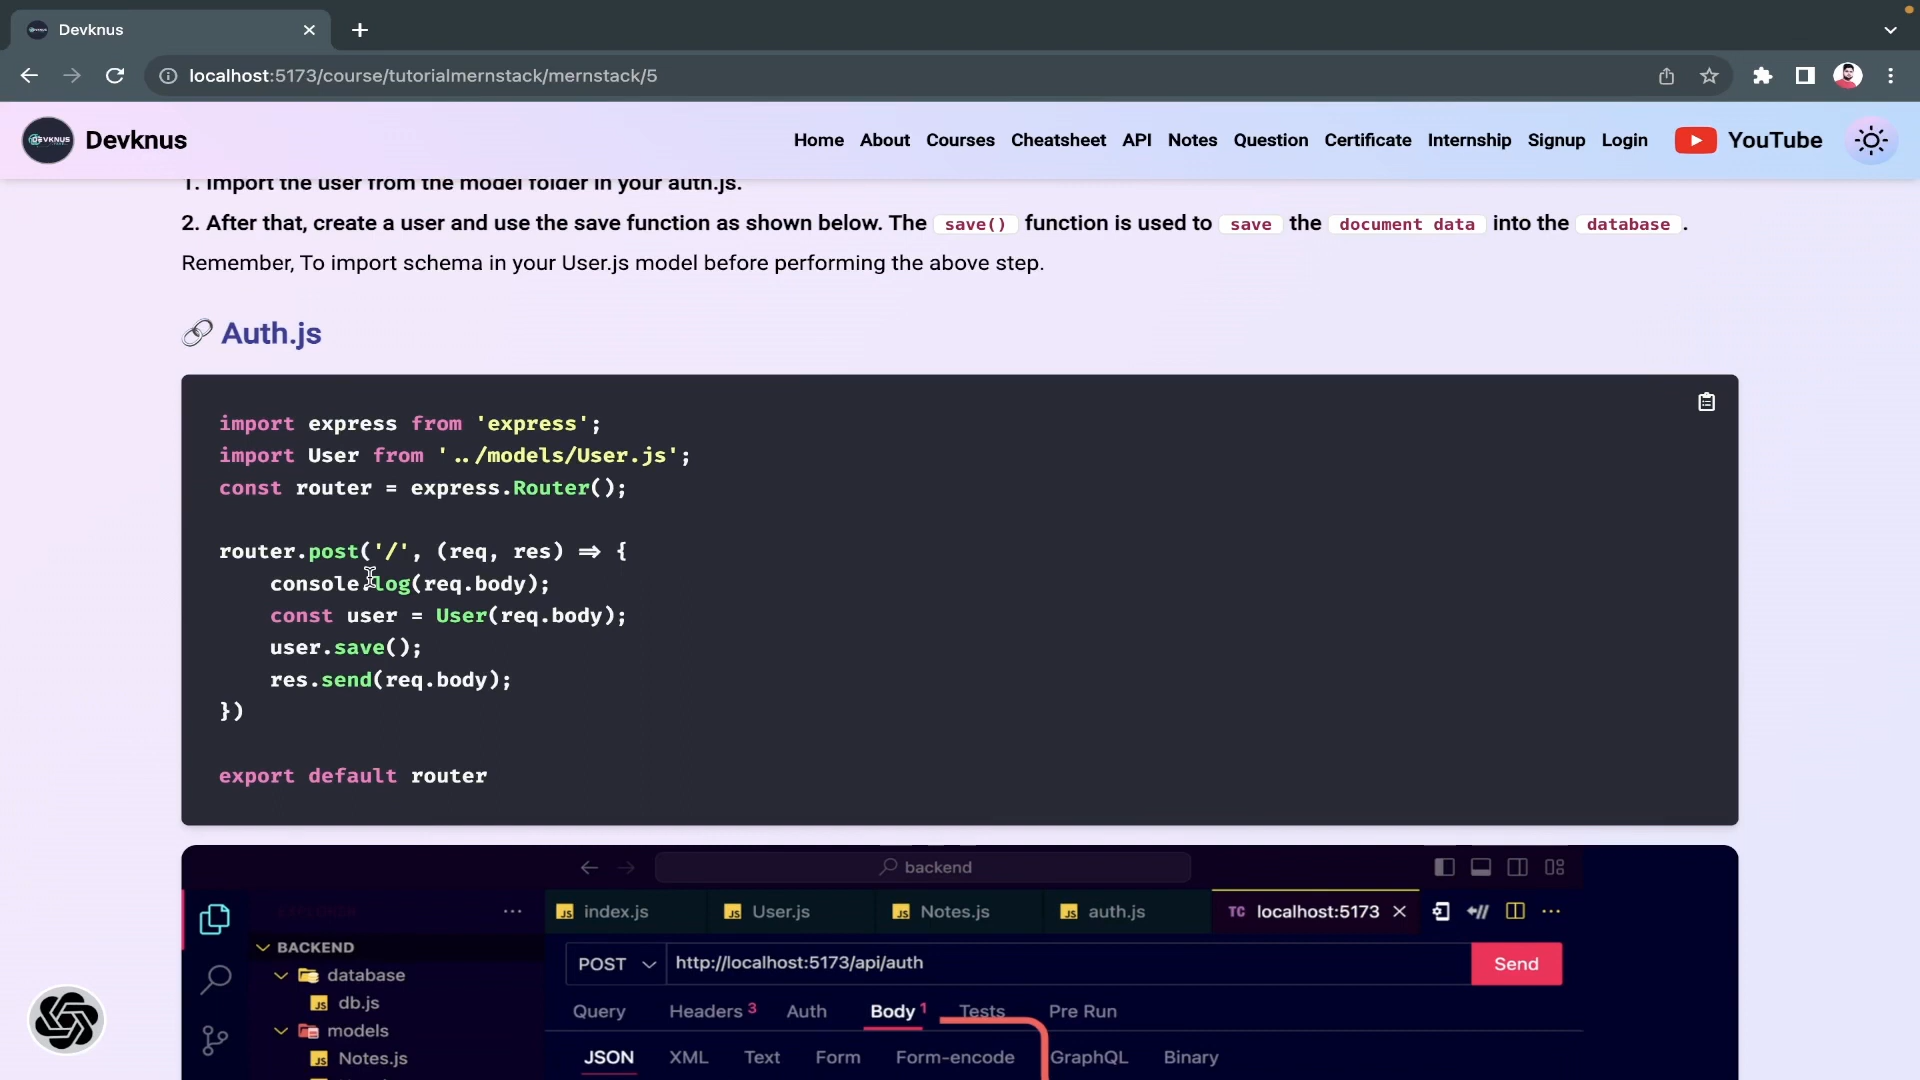 Devknus
localhost:5173/course/tutorialmernstack/mernstack/5
DEVKNUS
Devknus
Home About Courses Cheatsheet API Notes Question Certificate Internship Signup Login YouTube
1. Import the user from the model folder in your auth.js.
2. After that, create a user and use the save function as shown below. The save() function is used to save the document data into the database .
Remember, To import schema in your User.js model before performing the above step.
Auth.js
import express from 'express';
import User from '../models/User.js';
const router = express.Router();
router.post('/', (req, res) => {
console.log(req.body);
const user = User(req.body);
user.save();
res.send(req.body);
})
export default router
backend
JS index.js JS User.js JS Notes.js JS auth.js TC localhost:5173
BACKEND
POST http://localhost:5173/api/auth Send
database
Query Headers 3 Auth Body 1 Tests Pre Run
JS db.js
models
JSON XML Text Form Form-encode GraphQL Binary
JS Notes.js